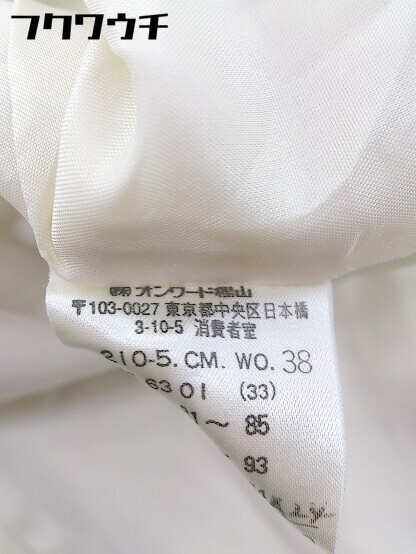 フクワウチ
㈱オンワード樫山
〒103-0027 東京都中央区日本橋
3-10-5 消費者室
210-5.CM. WO. 38
6301 (33)
〜 85
93